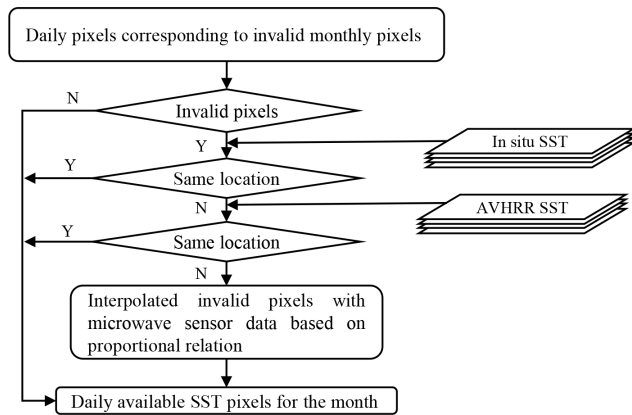 Daily pixels corresponding to invalid monthly pixels
N
Invalid pixels
Y
In situ SST
Y
Same location
N
AVHRR SST
Y
Same location
N
Interpolated invalid pixels with
microwave sensor data based on
proportional relation
Daily available SST pixels for the month